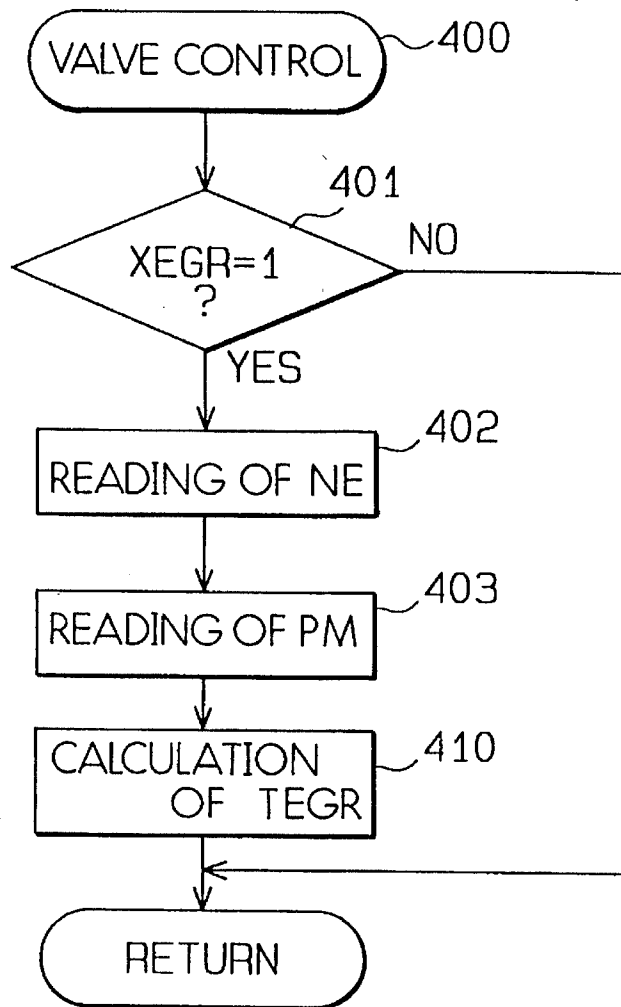 VALVE CONTROL
400
401
XEGR=1
?
NO
YES
402
READING OF NE
403
READING OF PM
410
CALCULATION
OF TEGR
RETURN